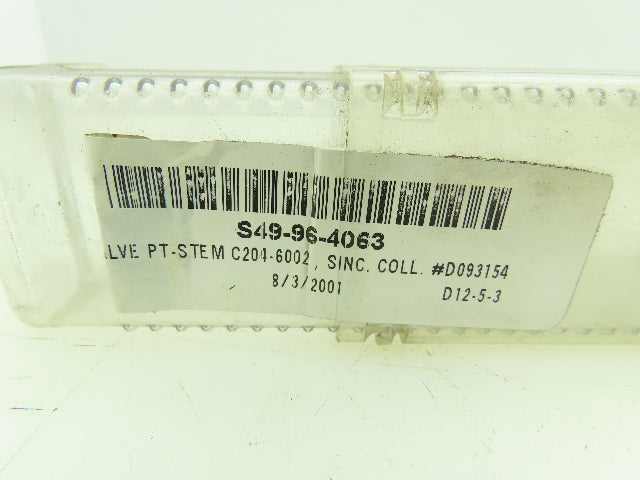 S49-96-4063
LVE PT-STEM C204-6002, SINC. COLL. #D093154
8/3/2001
D12-5-3